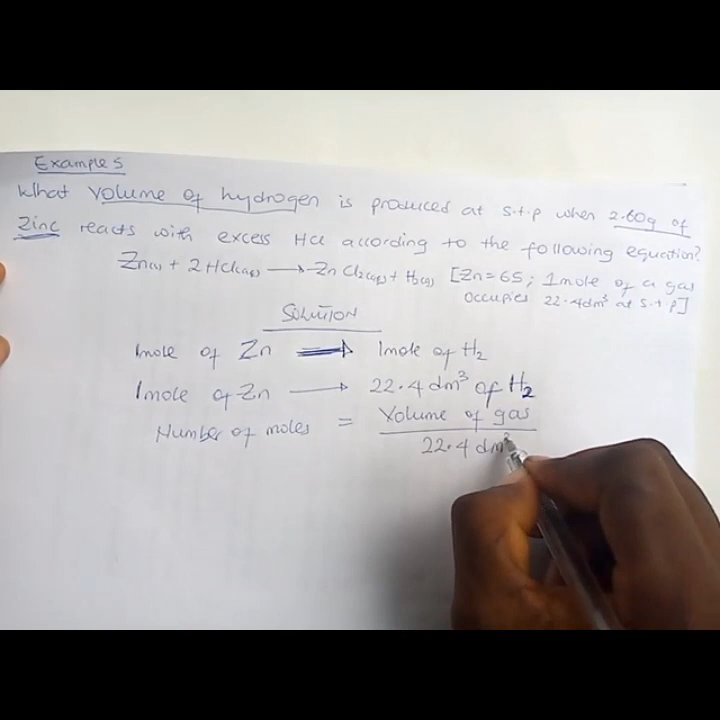 Example 5
What volume of hydrogen is produced at s.t.p when 2.60g of
Zinc reacts with excess HCl according to the following equation?
Zn(s) + 2HCl(aq) → ZnCl2(aq) + H2(g) [Zn=65; 1mole of a gas
occupies 22.4dm³ at s.t.p]
SOLUTION
1mole of Zn → 1mole of H2
1mole of Zn → 22.4 dm³ of H2
Number of moles = Volume of gas
22.4 dm³